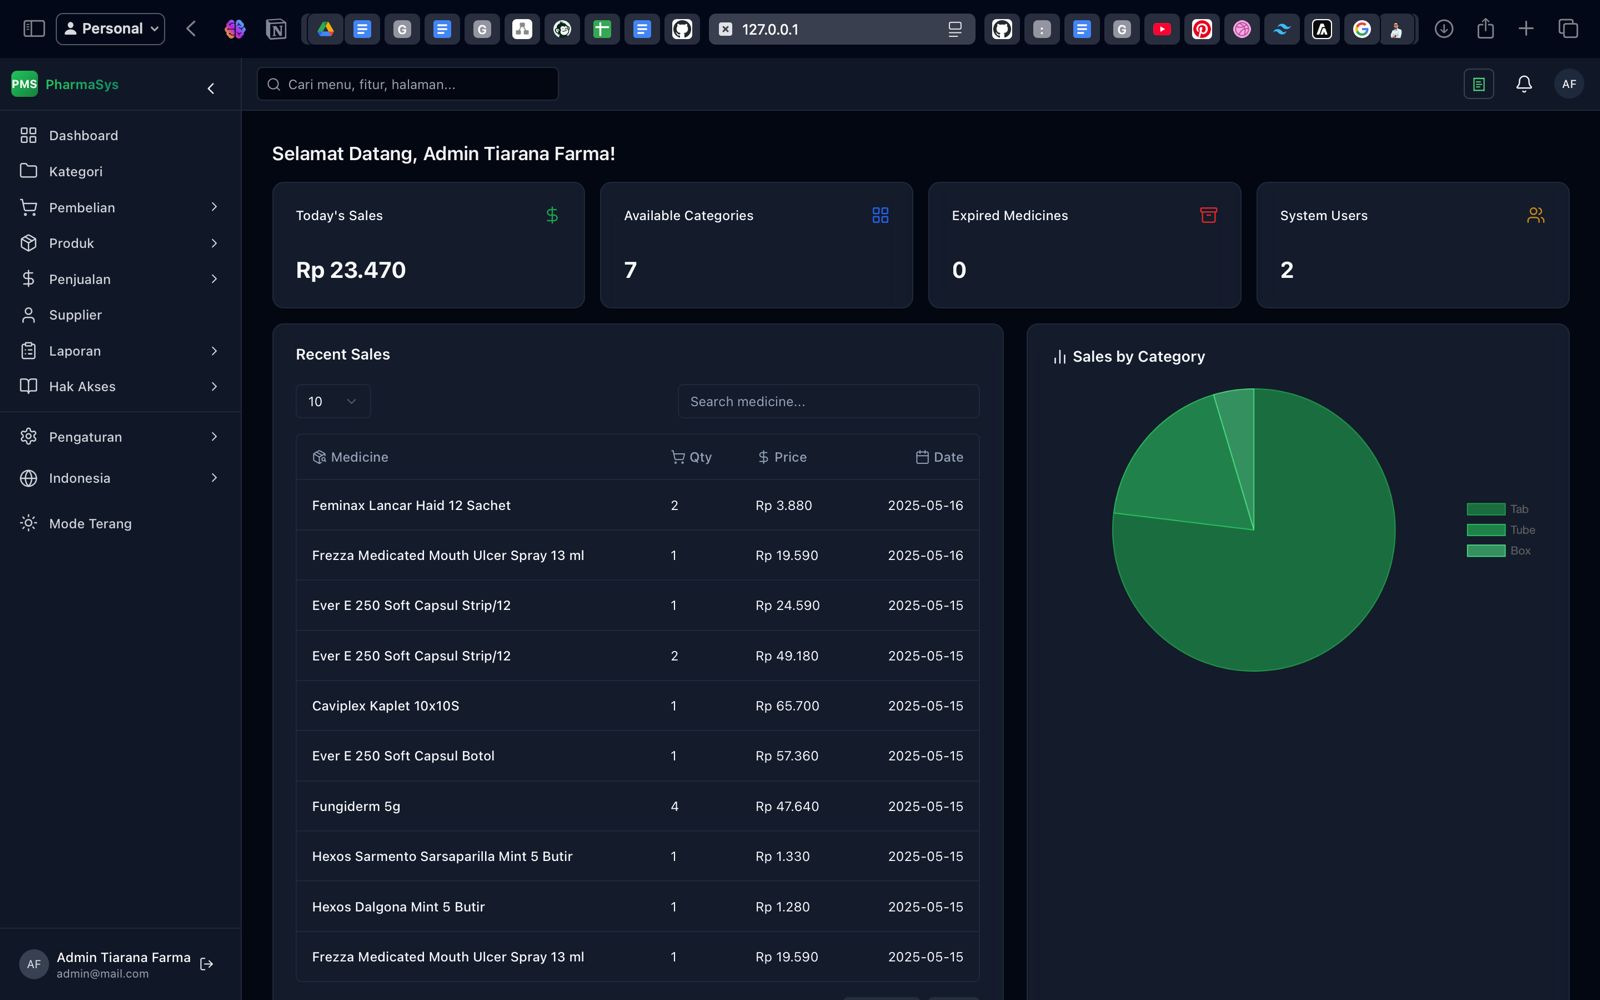 Personal
127.0.0.1
PMS PharmaSys
Cari menu, fitur, halaman...
AF
Dashboard
Kategori
Pembelian
Produk
Penjualan
Supplier
Laporan
Hak Akses
Pengaturan
Indonesia
Mode Terang
AF
Admin Tiarana Farma
admin@mail.com
Selamat Datang, Admin Tiarana Farma!
Today's Sales
Rp 23.470
Available Categories
7
Expired Medicines
0
System Users
2
Recent Sales
10
Search medicine...
Medicine Qty Price Date
Feminax Lancar Haid 12 Sachet 2 Rp 3.880 2025-05-16
Frezza Medicated Mouth Ulcer Spray 13 ml 1 Rp 19.590 2025-05-16
Ever E 250 Soft Capsul Strip/12 1 Rp 24.590 2025-05-15
Ever E 250 Soft Capsul Strip/12 2 Rp 49.180 2025-05-15
Caviplex Kaplet 10x10S 1 Rp 65.700 2025-05-15
Ever E 250 Soft Capsul Botol 1 Rp 57.360 2025-05-15
Fungiderm 5g 4 Rp 47.640 2025-05-15
Hexos Sarmento Sarsaparilla Mint 5 Butir 1 Rp 1.330 2025-05-15
Hexos Dalgona Mint 5 Butir 1 Rp 1.280 2025-05-15
Frezza Medicated Mouth Ulcer Spray 13 ml 1 Rp 19.590 2025-05-15
Sales by Category
Tab
Tube
Box